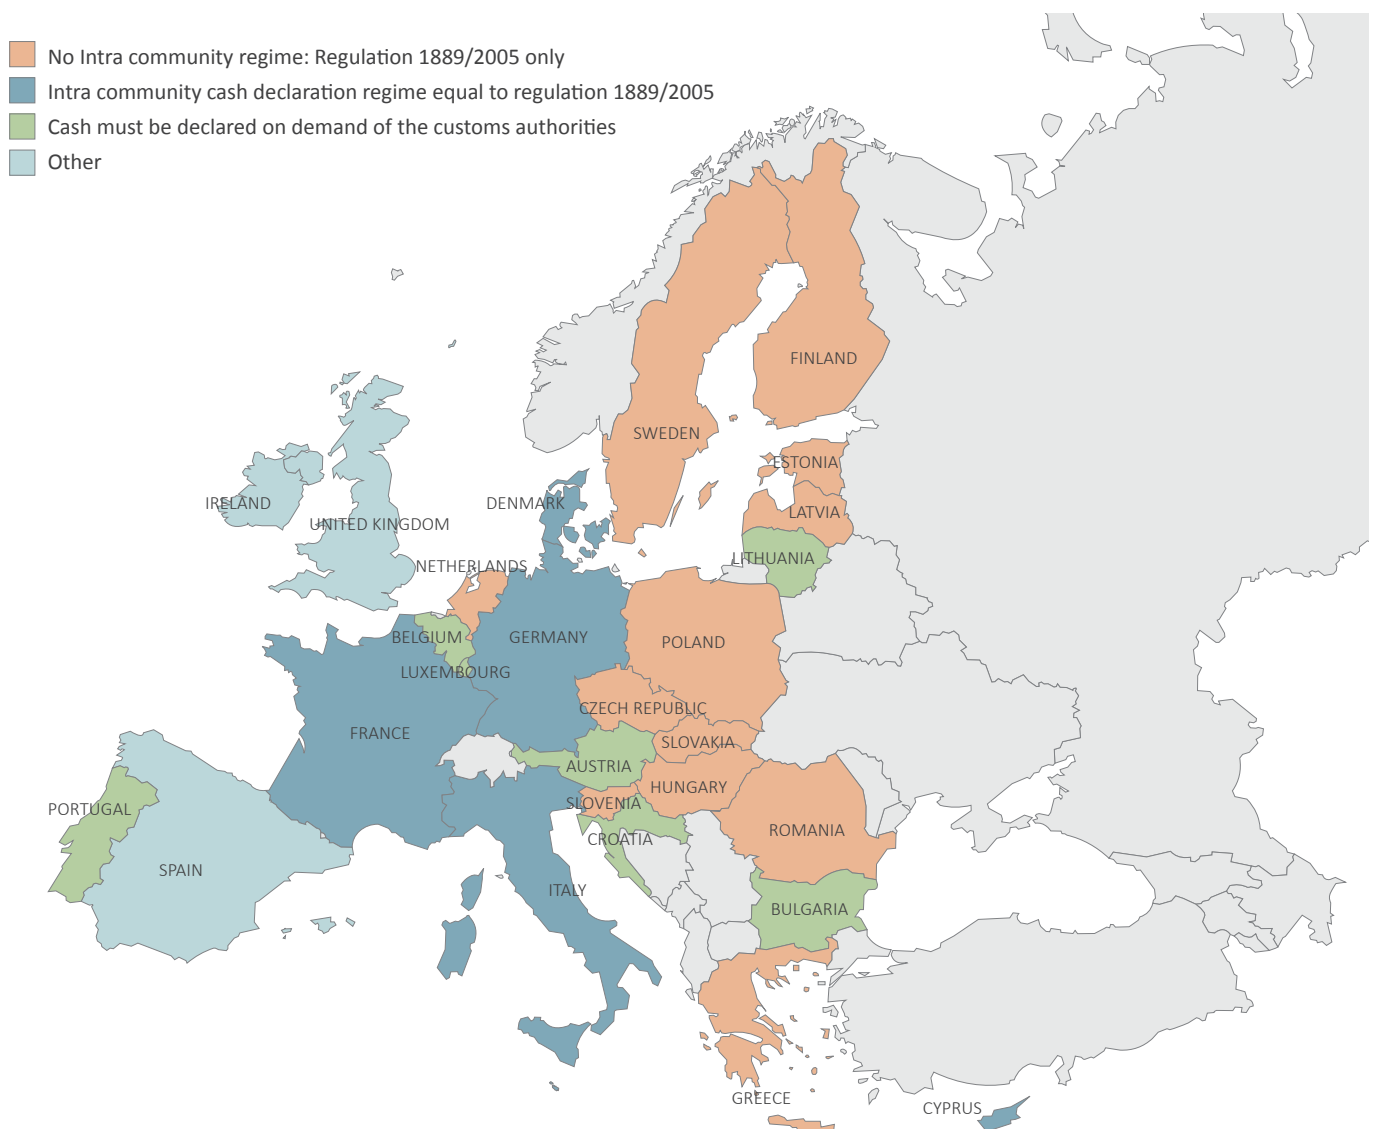 No Intra community regime: Regulation 1889/2005 only
Intra community cash declaration regime equal to regulation 1889/2005
Cash must be declared on demand of the customs authorities
Other
FINLAND
SWEDEN
ESTONIA
IRELAND
DENMARK
LATVIA
UNITED KINGDOM
LITHUANIA
NETHERLANDS
BELGIUM
GERMANY
POLAND
LUXEMBOURG
CZECH REPUBLIC
FRANCE
SLOVAKIA
AUSTRIA
HUNGARY
PORTUGAL
SLOVENIA
ROMANIA
CROATIA
SPAIN
ITALY
BULGARIA
GREECE
CYPRUS